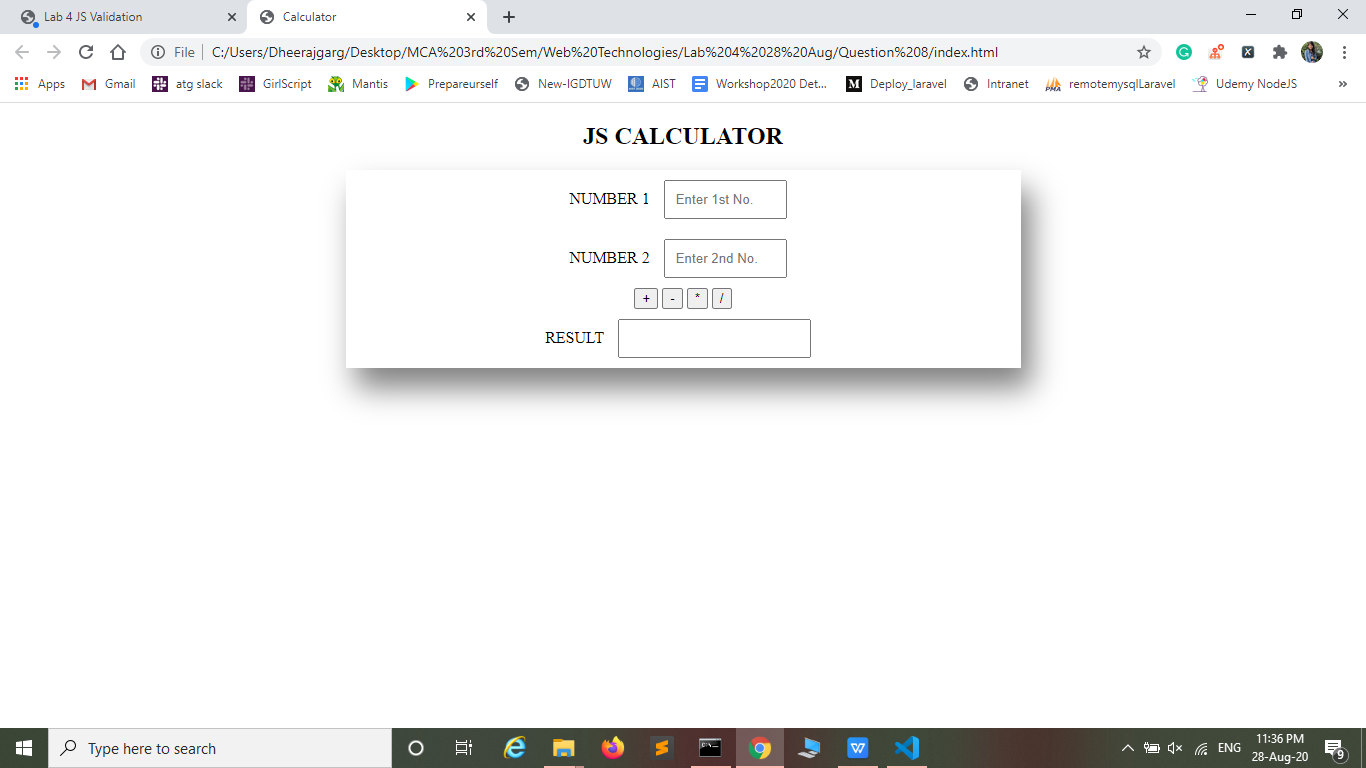 Lab 4 JS Validation
Calculator
File | C:/Users/Dheerajgarg/Desktop/MCA%203rd%20Sem/Web%20Technologies/Lab%204%2028%20Aug/Question%208/index.html
Apps Gmail atg slack GirlScript Mantis Prepareurself New-IGDTUW AIST Workshop2020 Det... Deploy_laravel Intranet PMA remotemysqlLaravel Udemy NodeJS »
JS CALCULATOR
NUMBER 1 Enter 1st No.
NUMBER 2 Enter 2nd No.
+ - * /
RESULT
Type here to search
ENG
11:36 PM
28-Aug-20
9